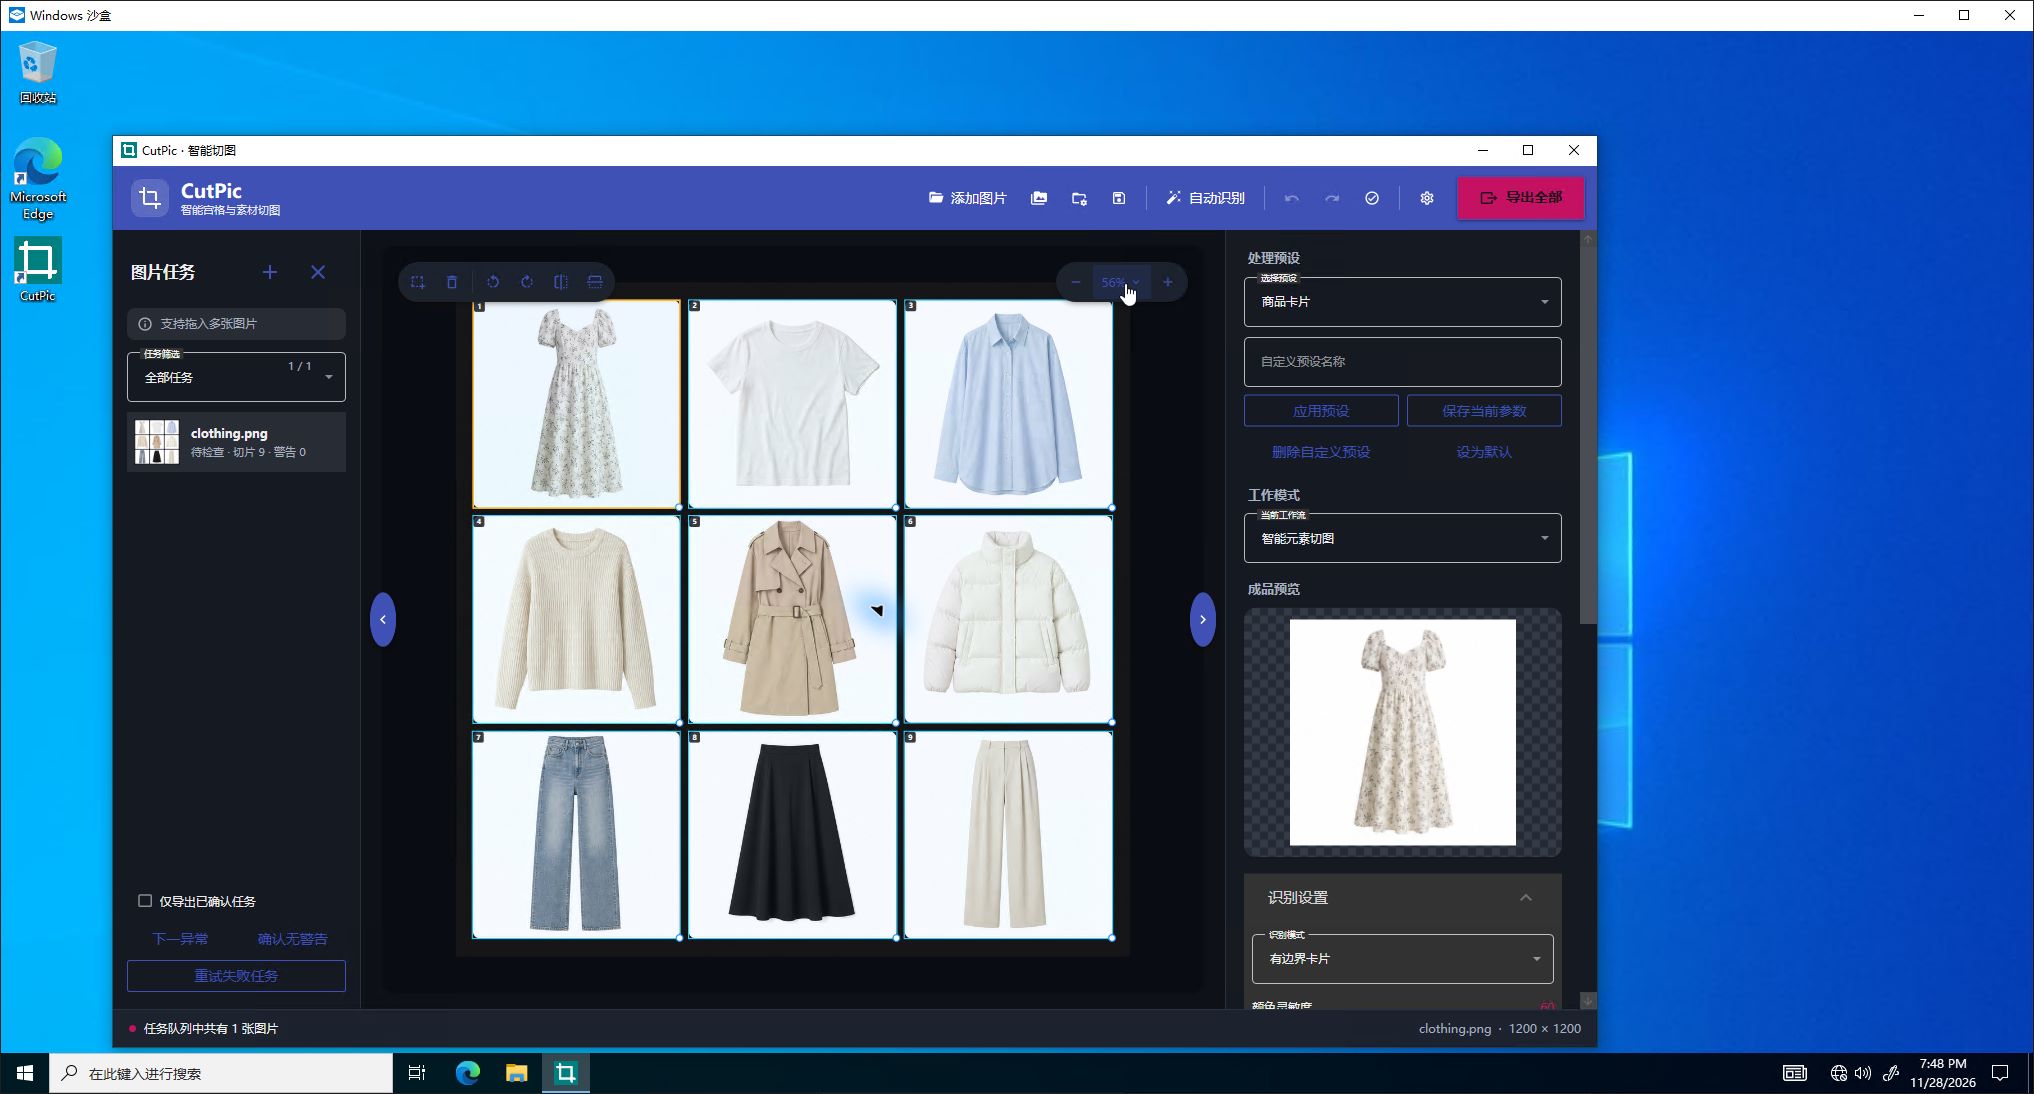 Windows 沙盒
回收站
Microsoft
Edge
CutPic
CutPic · 智能切图
CutPic
智能宫格与素材切图
添加图片
自动识别
导出全部
图片任务
支持拖入多张图片
任务筛选
全部任务
1 / 1
clothing.png
待检查 · 切片 9 · 警告 0
仅导出已确认任务
下一异常
确认无警告
重试失败任务
56%
1
2
3
4
5
6
7
8
9
处理预设
选择预设
商品卡片
自定义预设名称
应用预设
保存当前参数
删除自定义预设
设为默认
工作模式
当前工作流
智能元素切图
成品预览
识别设置
识别模式
有边界卡片
颜色灵敏度
60
任务队列中共有 1 张图片
clothing.png · 1200 × 1200
在此键入进行搜索
7:48 PM
11/28/2026